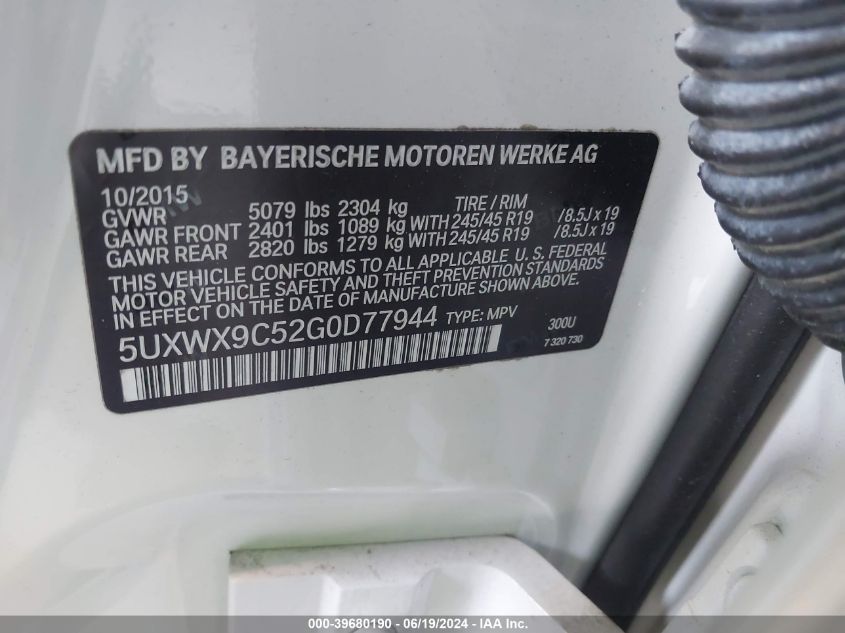 MFD BY BAYERISCHE MOTOREN WERKE AG
10/2015 TIRE / RIM
GVWR 5079 lbs 2304 kg
GAWR FRONT 2401 lbs 1089 kg WITH 245/45 R19 /8.5J x 19
GAWR REAR 2820 lbs 1279 kg WITH 245/45 R19 /8.5J x 19
THIS VEHICLE CONFORMS TO ALL APPLICABLE U. S. FEDERAL
MOTOR VEHICLE SAFETY AND THEFT PREVENTION STANDARDS
IN EFFECT ON THE DATE OF MANUFACTURE SHOWN ABOVE.
5UXWX9C52G0D77944 TYPE: MPV 300U
7 320 730
000-39680190 - 06/19/2024 - IAA Inc.